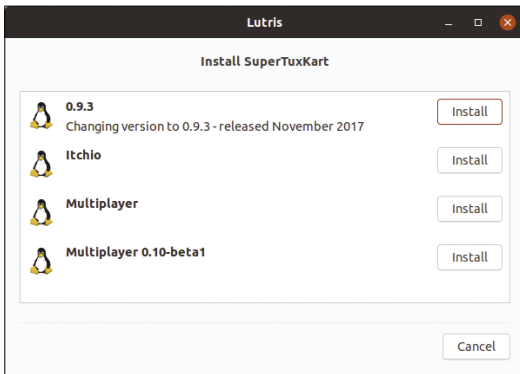 Lutris
Install SuperTuxKart
0.9.3
Install
Changing version to 0.9.3 - released November 2017
Itchio
Install
Multiplayer
Install
Multiplayer 0.10-beta1
Install
Cancel